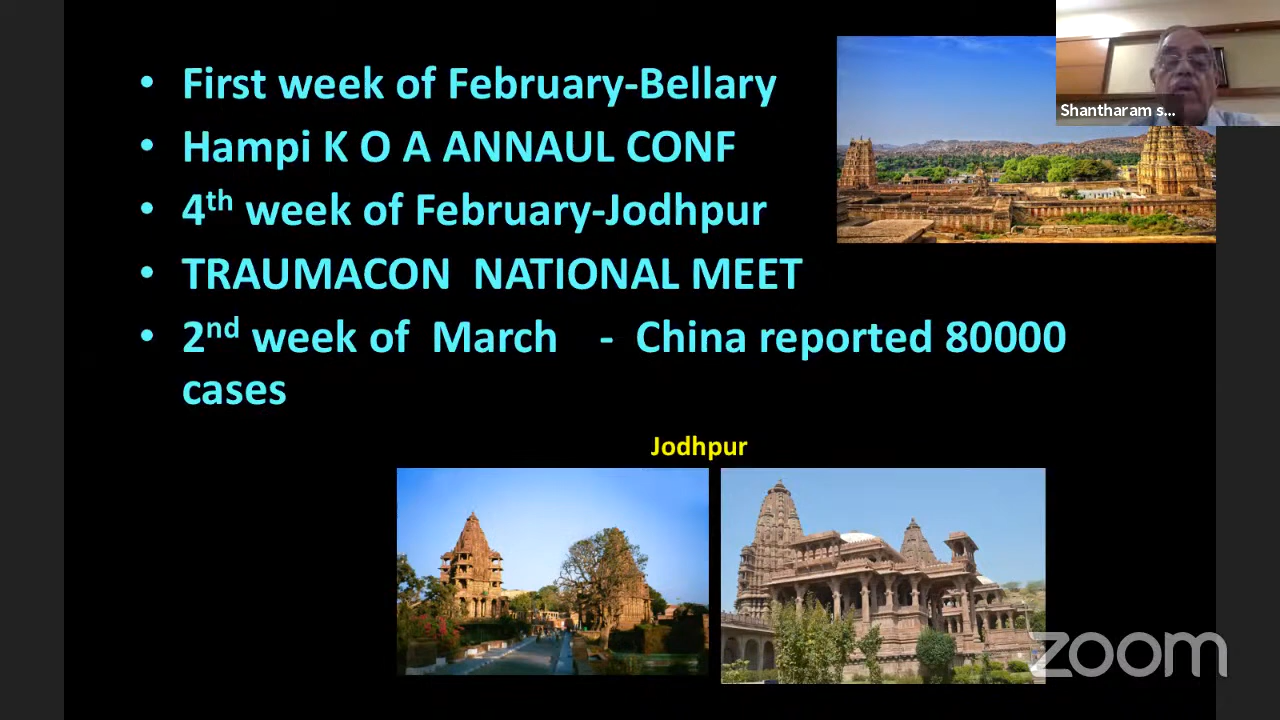 • First week of February-Bellary
• Hampi K O A ANNAUL CONF
• 4th week of February-Jodhpur
• TRAUMACON NATIONAL MEET
• 2nd week of March - China reported 80000
cases
Jodhpur
Shantharam s...
zoom